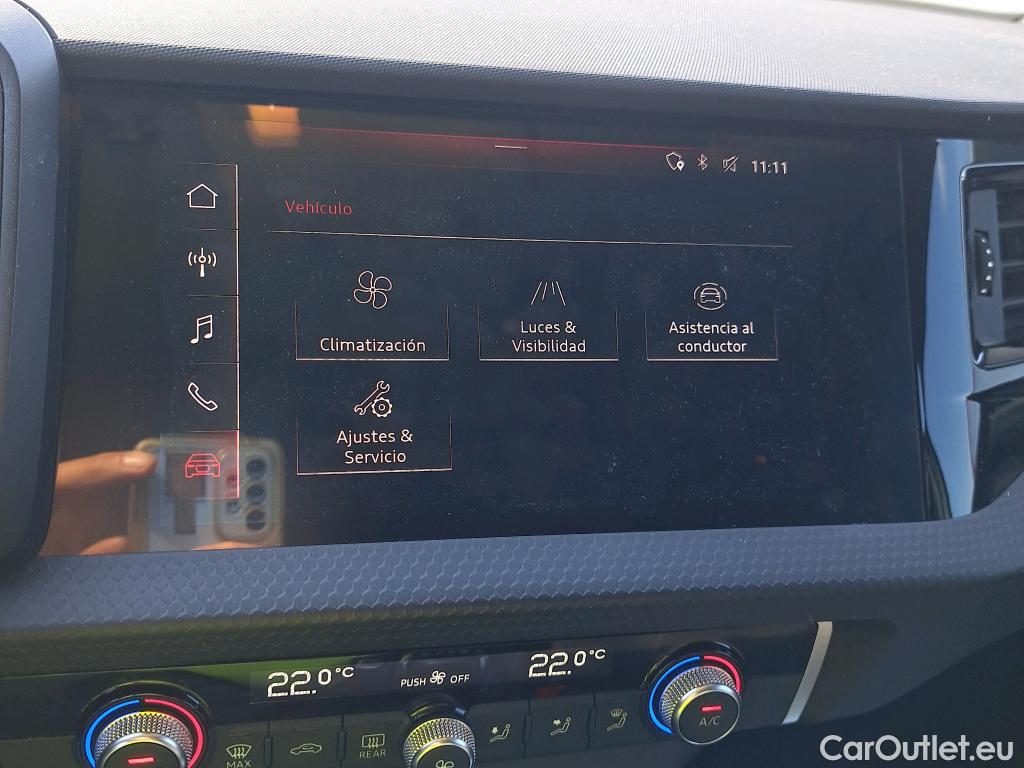 11:11
Vehículo
Climatización
Luces &
Visibilidad
Asistencia al
conductor
Ajustes &
Servicio
22.0°C
PUSH OFF
22.0°C
MAX
REAR
A/C
CarOutlet.eu